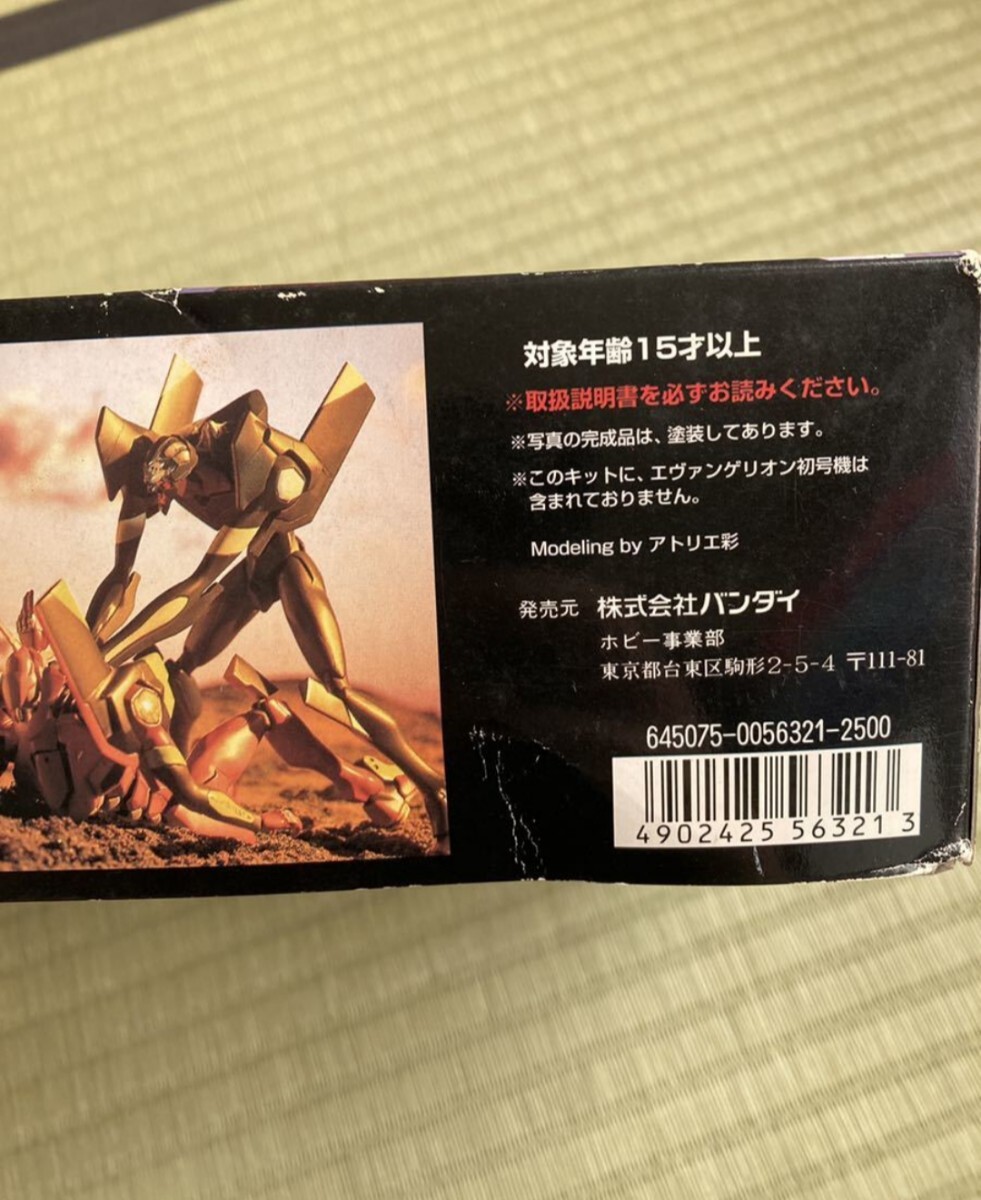 対象年齢15才以上
※取扱説明書を必ずお読みください。
※写真の完成品は、塗装してあります。
※このキットに、エヴァンゲリオン初号機は
含まれておりません。
Modeling by アトリエ彩
発売元 株式会社バンダイ
ホビー事業部
東京都台東区駒形2-5-4 〒111-81
645075-0056321-2500
4902425 563213